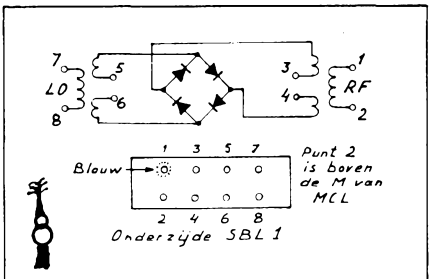 7 5 3 1
LO RF
8 6 4 2
1 3 5 7
Blouw
2 4 6 8
Punt 2
is boven
de M van
MCL
Onderzijde SBL 1